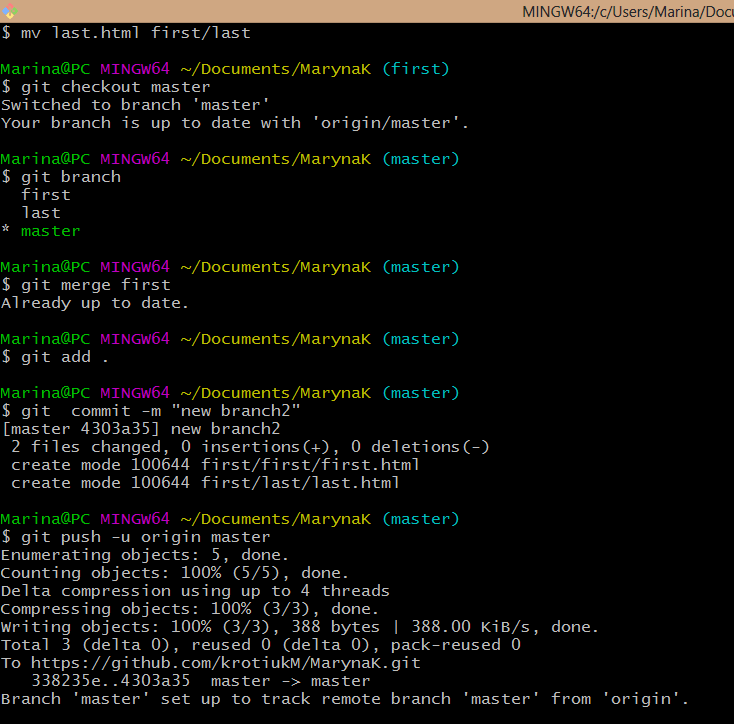 MINGW64:/c/Users/Marina/Docu
$ mv last.html first/last
Marina@PC MINGW64 ~/Documents/MarynaK (first)
$ git checkout master
Switched to branch 'master'
Your branch is up to date with 'origin/master'.
Marina@PC MINGW64 ~/Documents/MarynaK (master)
$ git branch
  first
  last
* master
Marina@PC MINGW64 ~/Documents/MarynaK (master)
$ git merge first
Already up to date.
Marina@PC MINGW64 ~/Documents/MarynaK (master)
$ git add .
Marina@PC MINGW64 ~/Documents/MarynaK (master)
$ git  commit -m "new branch2"
[master 4303a35] new branch2
 2 files changed, 0 insertions(+), 0 deletions(-)
 create mode 100644 first/first/first.html
 create mode 100644 first/last/last.html
Marina@PC MINGW64 ~/Documents/MarynaK (master)
$ git push -u origin master
Enumerating objects: 5, done.
Counting objects: 100% (5/5), done.
Delta compression using up to 4 threads
Compressing objects: 100% (3/3), done.
Writing objects: 100% (3/3), 388 bytes | 388.00 KiB/s, done.
Total 3 (delta 0), reused 0 (delta 0), pack-reused 0
To https://github.com/krotiukM/MarynaK.git
   338235e..4303a35  master -> master
Branch 'master' set up to track remote branch 'master' from 'origin'.